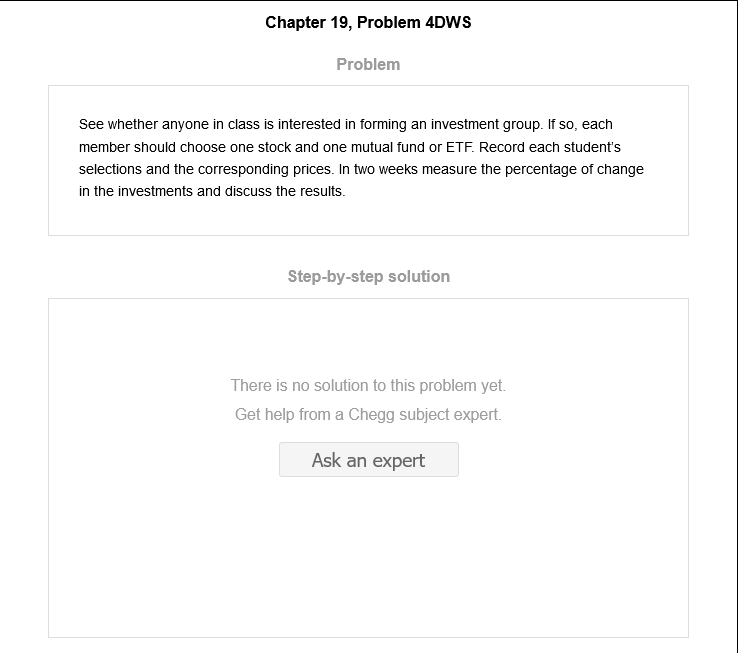 Chapter 19, Problem 4DWS
Problem
See whether anyone in class is interested in forming an investment group. If so, each
member should choose one stock and one mutual fund or ETF. Record each student's
selections and the corresponding prices. In two weeks measure the percentage of change
in the investments and discuss the results.
Step-by-step solution
There is no solution to this problem yet.
Get help from a Chegg subject expert.
Ask an expert